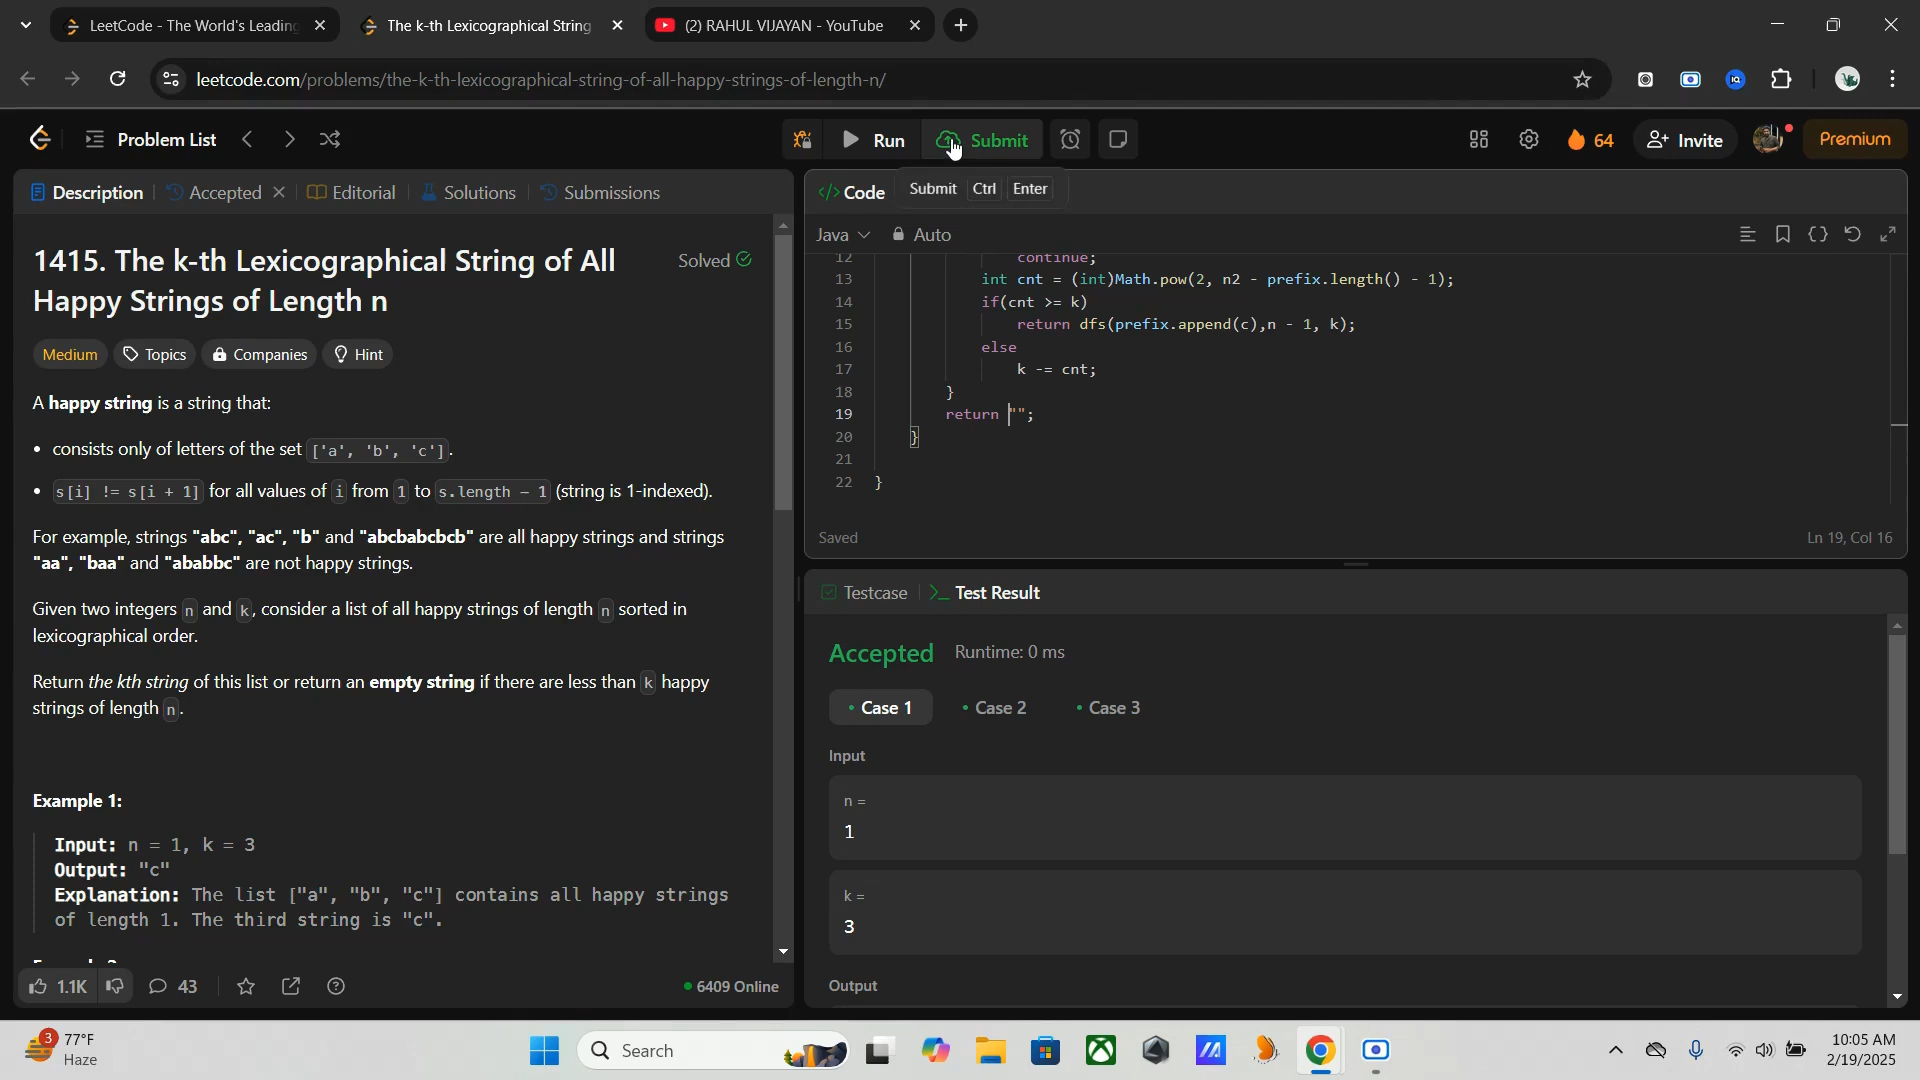 LeetCode - The World's Leading
The k-th Lexicographical String
(2) RAHUL VIJAYAN - YouTube
leetcode.com/problems/the-k-th-lexicographical-string-of-all-happy-strings-of-length-n/
Problem List
Run
Submit
64
Invite
Premium
Description
Accepted
Editorial
Solutions
Submissions
</> Code
Submit Ctrl Enter
1415. The k-th Lexicographical String of All
Happy Strings of Length n
Solved
Medium
Topics
Companies
Hint
A happy string is a string that:
• consists only of letters of the set ['a', 'b', 'c'].
• s[i] != s[i + 1] for all values of i from 1 to s.length - 1 (string is 1-indexed).
For example, strings "abc", "ac", "b" and "abcbabcbcb" are all happy strings and strings
"aa", "baa" and "ababbc" are not happy strings.
Given two integers n and k, consider a list of all happy strings of length n sorted in
lexicographical order.
Return the kth string of this list or return an empty string if there are less than k happy
strings of length n.
Example 1:
Input: n = 1, k = 3
Output: "c"
Explanation: The list ["a", "b", "c"] contains all happy strings
of length 1. The third string is "c".
1.1K
43
6409 Online
Java
Auto
12 continue;
13 int cnt = (int)Math.pow(2, n2 - prefix.length() - 1);
14 if(cnt >= k)
15 return dfs(prefix.append(c),n - 1, k);
16 else
17 k -= cnt;
18 }
19 return "";
20 }
21
22 }
Saved
Ln 19, Col 16
Testcase
>_ Test Result
Accepted Runtime: 0 ms
• Case 1
• Case 2
• Case 3
Input
n =
1
k =
3
Output
3
77°F
Haze
Search
10:05 AM
2/19/2025